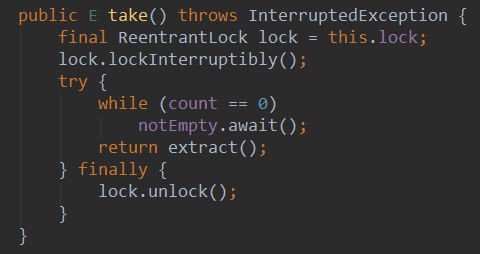 public E take() throws InterruptedException {
    final ReentrantLock lock = this.lock;
    lock.lockInterruptibly();
    try {
        while (count == 0)
            notEmpty.await();
        return extract();
    } finally {
        lock.unlock();
    }
}